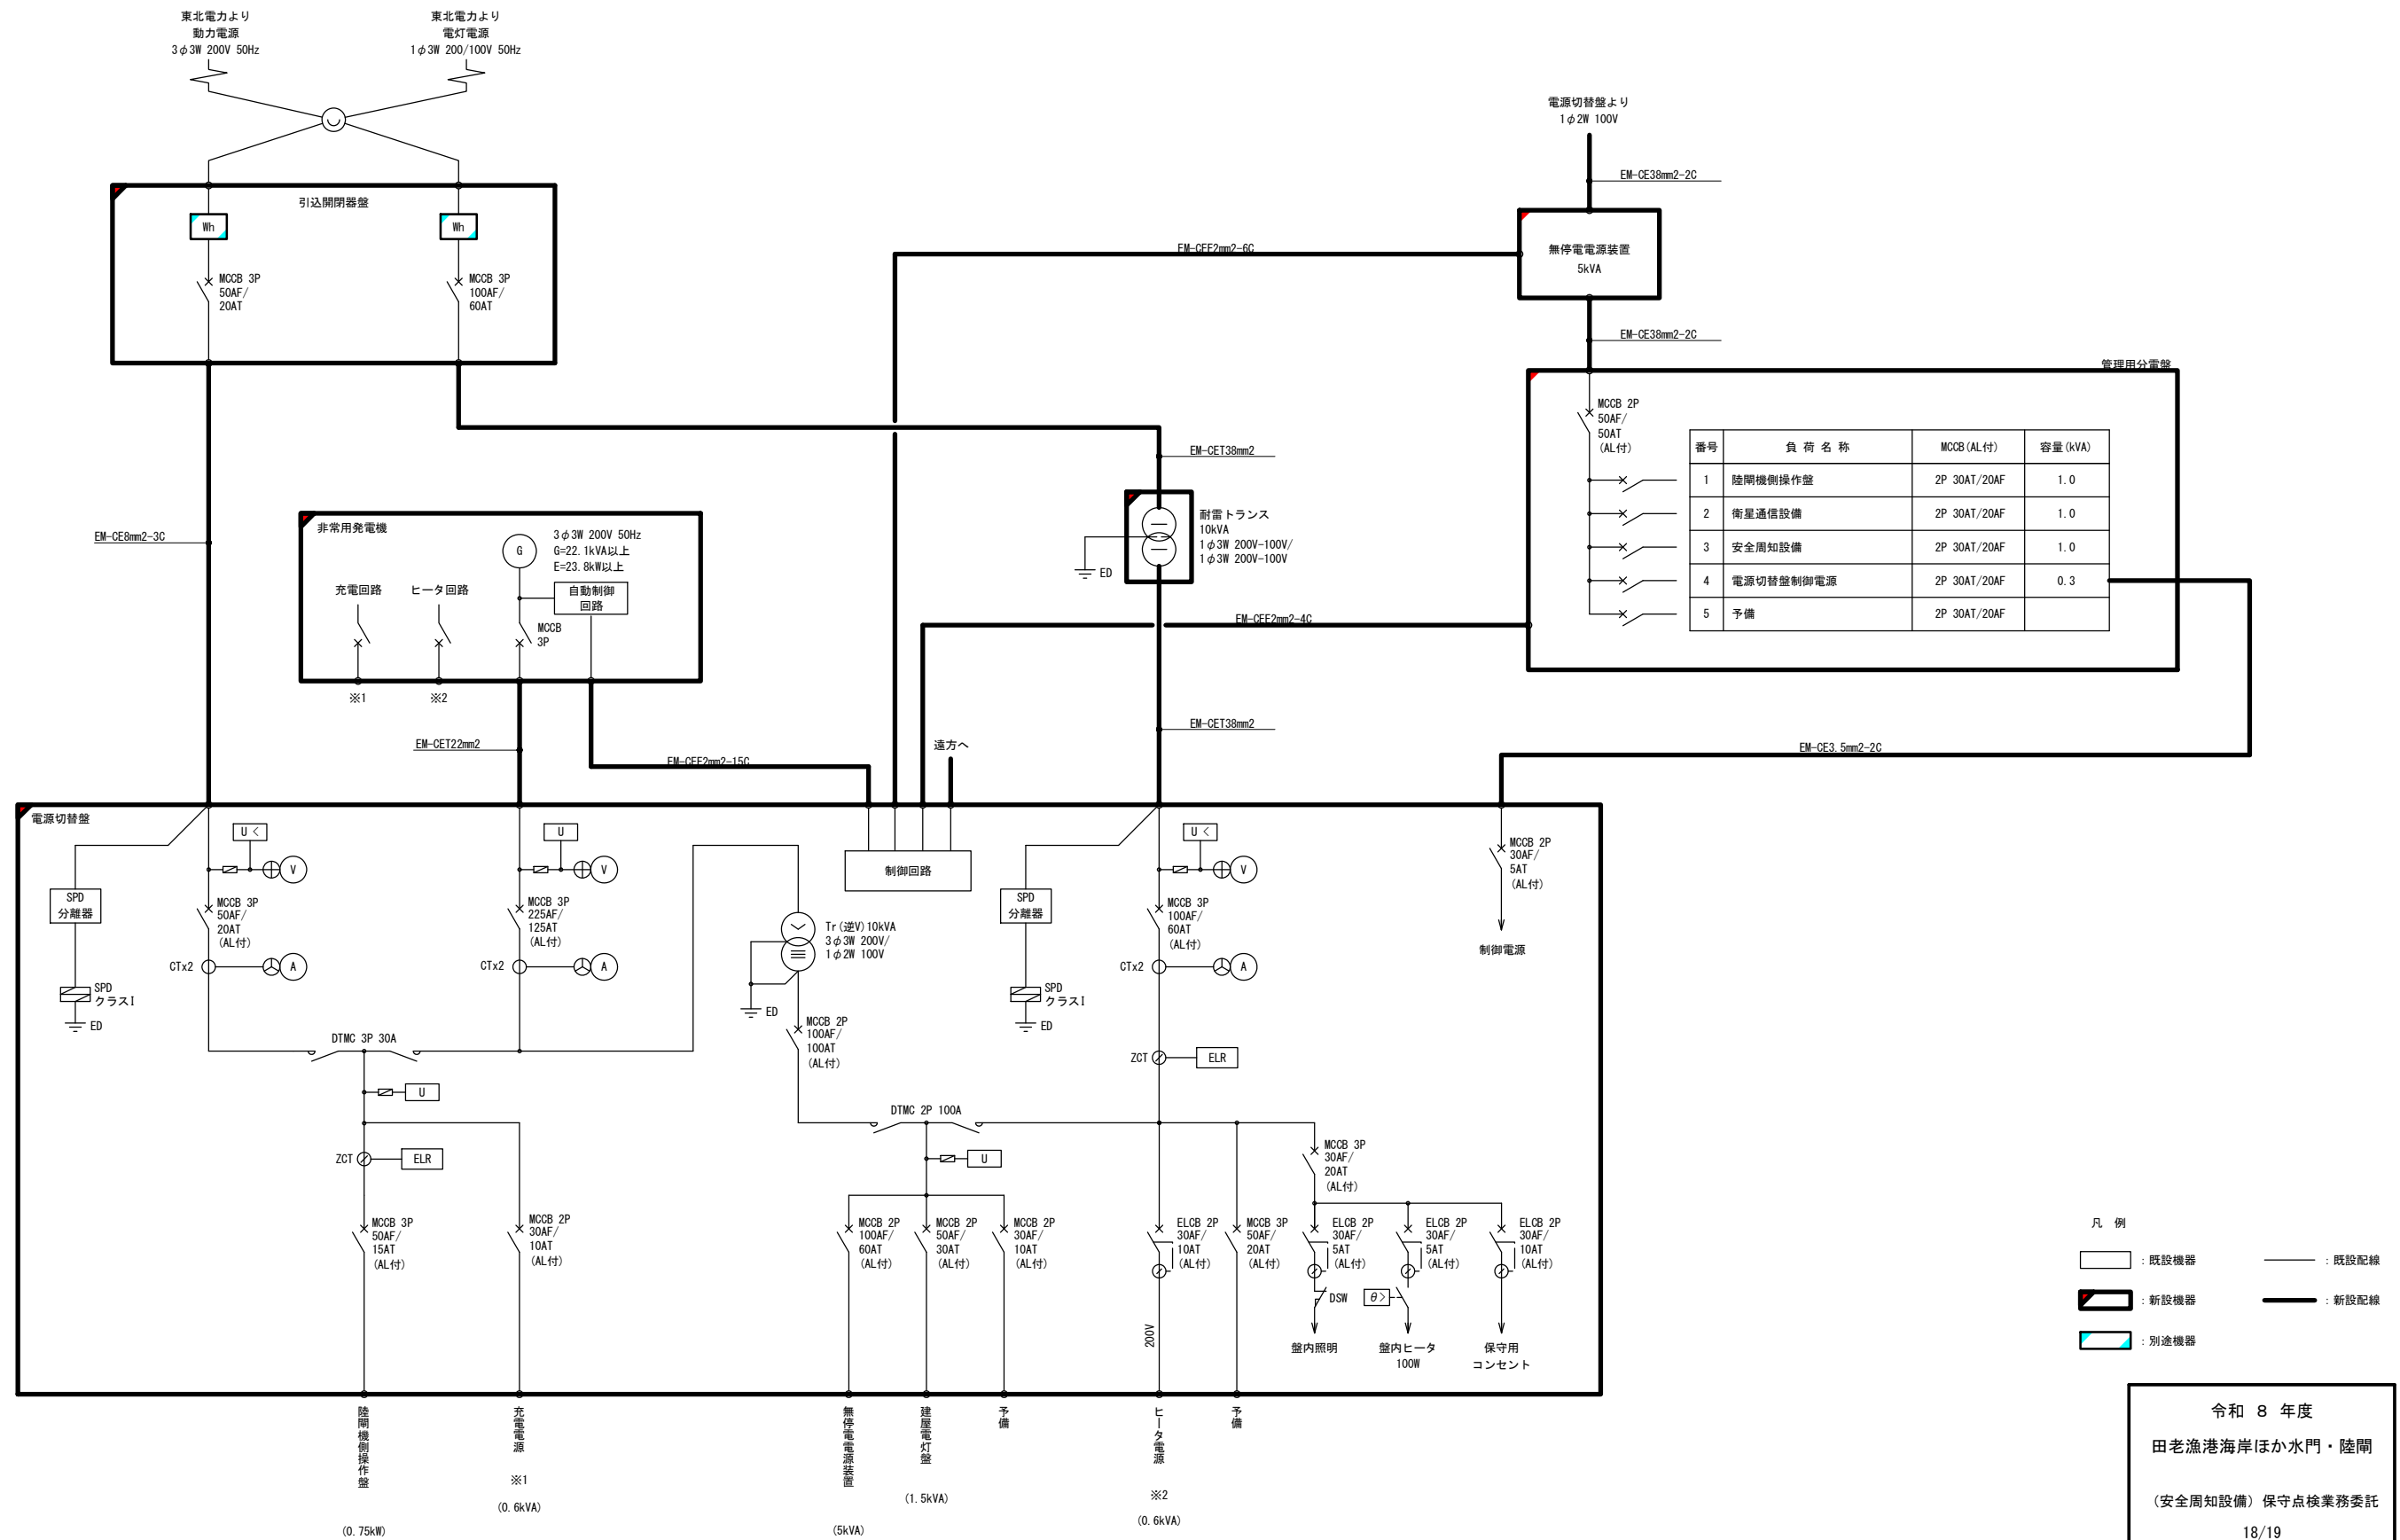 東北電力より
動力電源
3φ3W 200V 50Hz
東北電力より
電灯電源
1φ3W 200/100V 50Hz
引込開閉器盤
Wh
Wh
MCCB 3P
50AF/
20AT
MCCB 3P
100AF/
60AT
電源切替盤より
1φ2W 100V
EM-CE38mm2-2C
無停電電源装置
5kVA
EM-CEE2mm2-6C
EM-CE38mm2-2C
管理用分電盤
MCCB 2P
50AF/
50AT
(AL付)
番号 負荷名称 MCCB(AL付) 容量(kVA)
1 陸閘機側操作盤 2P 30AT/20AF 1.0
2 衛星通信設備 2P 30AT/20AF 1.0
3 安全周知設備 2P 30AT/20AF 1.0
4 電源切替盤制御電源 2P 30AT/20AF 0.3
5 予備 2P 30AT/20AF
EM-CET38mm2
耐雷トランス
10kVA
1φ3W 200V-100V/
1φ3W 200V-100V
ED
EM-CE8mm2-3C
非常用発電機
G
3φ3W 200V 50Hz
G=22.1kVA以上
E=23.8kW以上
自動制御
回路
充電回路
ヒータ回路
MCCB
3P
※1
※2
EM-CEE2mm2-4C
EM-CET22mm2
EM-CEE2mm2-15C
遠方へ
EM-CET38mm2
EM-CE3.5mm2-2C
電源切替盤
U <
V
U
V
制御回路
U <
V
MCCB 2P
30AF/
5AT
(AL付)
制御電源
SPD
分離器
MCCB 3P
50AF/
20AT
(AL付)
MCCB 3P
225AF/
125AT
(AL付)
Tr(逆V)10kVA
3φ3W 200V/
1φ2W 100V
SPD
分離器
MCCB 3P
100AF/
60AT
(AL付)
CTx2
A
CTx2
A
CTx2
A
SPD
クラスI
ED
ED
SPD
クラスI
ED
DTMC 3P 30A
MCCB 2P
100AF/
100AT
(AL付)
ZCT
ELR
U
DTMC 2P 100A
ZCT
ELR
U
MCCB 3P
30AF/
20AT
(AL付)
MCCB 3P
50AF/
15AT
(AL付)
MCCB 2P
30AF/
10AT
(AL付)
MCCB 2P
100AF/
60AT
(AL付)
MCCB 2P
50AF/
30AT
(AL付)
MCCB 2P
30AF/
10AT
(AL付)
ELCB 2P
30AF/
10AT
(AL付)
MCCB 3P
50AF/
20AT
(AL付)
ELCB 2P
30AF/
5AT
(AL付)
ELCB 2P
30AF/
5AT
(AL付)
ELCB 2P
30AF/
10AT
(AL付)
DSW
θ>
200V
盤内照明
盤内ヒータ
100W
保守用
コンセント
陸閘機側操作盤
(0.75kW)
充電電源
※1
(0.6kVA)
無停電電源装置
(5kVA)
建屋電灯盤
(1.5kVA)
予備
ヒータ電源
※2
(0.6kVA)
予備
凡 例
：既設機器
：既設配線
：新設機器
：新設配線
：別途機器
令和 8 年度
田老漁港海岸ほか水門・陸閘
(安全周知設備) 保守点検業務委託
18/19